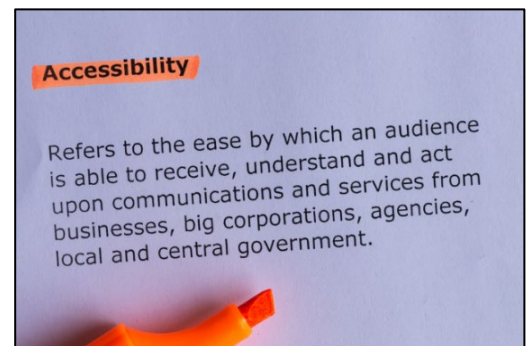 Accessibility
Refers to the ease by which an audience
is able to receive, understand and act
upon communications and services from
businesses, big corporations, agencies,
local and central government.